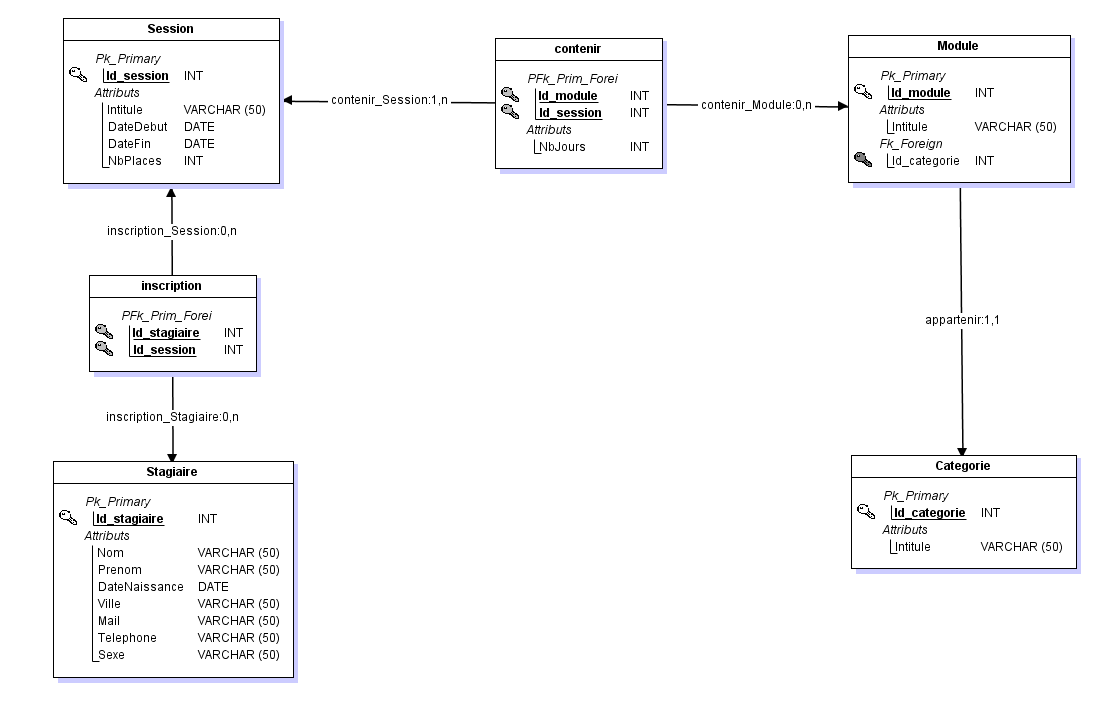 Session
Pk_Primary
Id_session INT
Attributs
Intitule VARCHAR (50)
DateDebut DATE
DateFin DATE
NbPlaces INT
contenir_Session:1,n
contenir
PFk_Prim_Forei
Id_module INT
Id_session INT
Attributs
NbJours INT
contenir_Module:0,n
Module
Pk_Primary
Id_module INT
Attributs
Intitule VARCHAR (50)
Fk_Foreign
Id_categorie INT
inscription_Session:0,n
inscription
PFk_Prim_Forei
Id_stagiaire INT
Id_session INT
inscription_Stagiaire:0,n
appartenir:1,1
Stagiaire
Pk_Primary
Id_stagiaire INT
Attributs
Nom VARCHAR (50)
Prenom VARCHAR (50)
DateNaissance DATE
Ville VARCHAR (50)
Mail VARCHAR (50)
Telephone VARCHAR (50)
Sexe VARCHAR (50)
Categorie
Pk_Primary
Id_categorie INT
Attributs
Intitule VARCHAR (50)